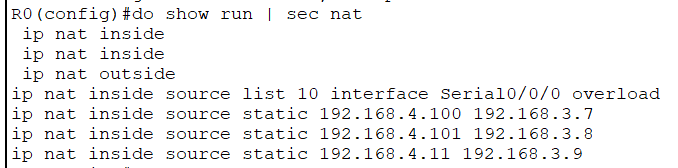 R0(config)#do show run | sec nat
ip nat inside
ip nat inside
ip nat outside
ip nat inside source list 10 interface Serial0/0/0 overload
ip nat inside source static 192.168.4.100 192.168.3.7
ip nat inside source static 192.168.4.101 192.168.3.8
ip nat inside source static 192.168.4.11 192.168.3.9